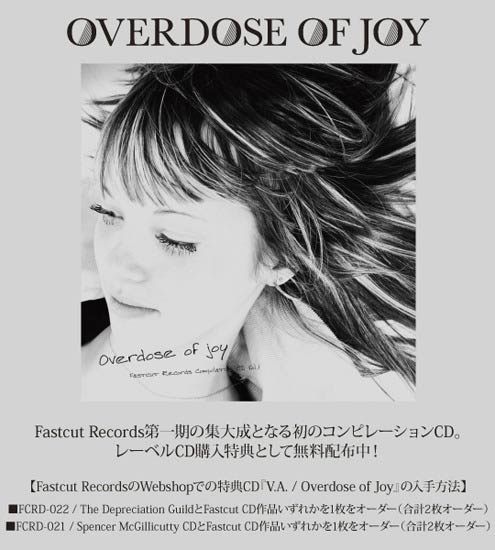 OVERDOSE OF JOY
Overdose of joy
Fastcut Records Compilation CD Vol.1
Fastcut Records第一期の集大成となる初のコンピレーションCD。
レーベルCD購入特典として無料配布中！
【Fastcut RecordsのWebshopでの特典CD『V.A. / Overdose of Joy』の入手方法】
■FCRD-022 / The Depreciation GuildとFastcut CD作品いずれかを1枚をオーダー（合計2枚オーダー）
■FCRD-021 / Spencer McGillicutty CDとFastcut CD作品いずれかを1枚をオーダー（合計2枚オーダー）